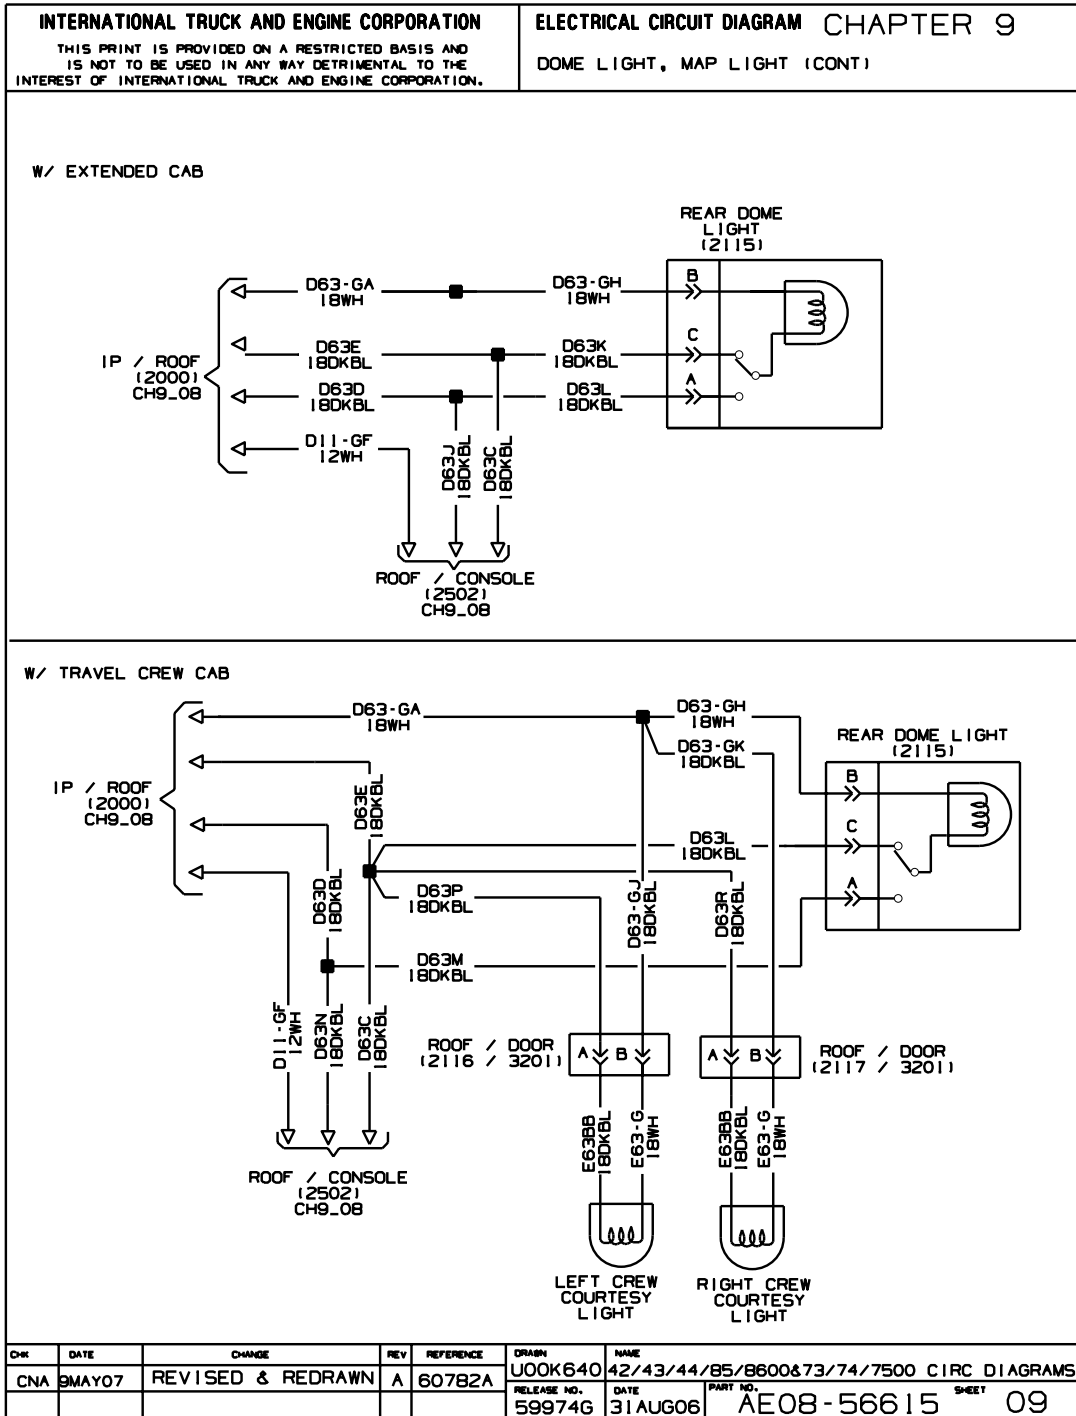 INTERNATIONAL TRUCK AND ENGINE CORPORATION
THIS PRINT IS PROVIDED ON A RESTRICTED BASIS AND
IS NOT TO BE USED IN ANY WAY DETRIMENTAL TO THE
INTEREST OF INTERNATIONAL TRUCK AND ENGINE CORPORATION.
ELECTRICAL CIRCUIT DIAGRAM CHAPTER 9
DOME LIGHT, MAP LIGHT (CONT)
W/ EXTENDED CAB
REAR DOME
LIGHT
(2115)
D63-GA
18WH
D63-GH
18WH
B
D63E
18DKBL
D63K
18DKBL
C
IP / ROOF
(2000)
CH9_08
D63D
18DKBL
D63L
18DKBL
A
D11-GF
12WH
D63J
18DKBL
D63C
18DKBL
ROOF / CONSOLE
(2502)
CH9_08
W/ TRAVEL CREW CAB
D63-GA
18WH
D63-GH
18WH
D63-GK
18DKBL
REAR DOME LIGHT
(2115)
B
C
A
IP / ROOF
(2000)
CH9_08
D63E
18DKBL
D63L
18DKBL
D63D
18DKBL
D63P
18DKBL
D63-GJ
18DKBL
D63R
18DKBL
D63M
18DKBL
D11-GF
12WH
D63N
18DKBL
D63C
18DKBL
ROOF / DOOR
(2116 / 3201)
A B
A B
ROOF / DOOR
(2117 / 3201)
E63BB
18DKBL
E63-G
18WH
E63BB
18DKBL
E63-G
18WH
ROOF / CONSOLE
(2502)
CH9_08
LEFT CREW
COURTESY
LIGHT
RIGHT CREW
COURTESY
LIGHT
CHK DATE CHANGE REV REFERENCE DRAWN NAME
CNA 9MAY07 REVISED & REDRAWN A 60782A U00K640 42/43/44/85/8600&73/74/7500 CIRC DIAGRAMS
RELEASE NO. DATE PART NO. SHEET
59974G 31AUG06 AE08-56615 09